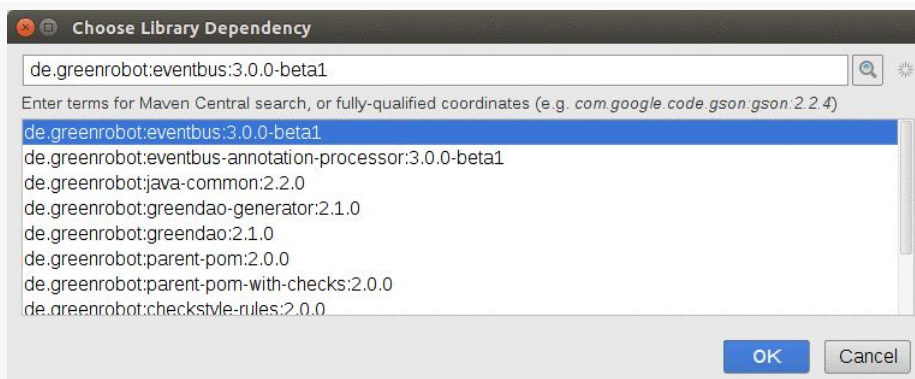 Choose Library Dependency
de.greenrobot:eventbus:3.0.0-beta1
Enter terms for Maven Central search, or fully-qualified coordinates (e.g. com.google.code.gson:gson:2.2.4)
de.greenrobot:eventbus:3.0.0-beta1
de.greenrobot:eventbus-annotation-processor:3.0.0-beta1
de.greenrobot:java-common:2.2.0
de.greenrobot:greendao-generator:2.1.0
de.greenrobot:greendao:2.1.0
de.greenrobot:parent-pom:2.0.0
de.greenrobot:parent-pom-with-checks:2.0.0
de.greenrobot:checkstyle-rules:2.0.0
OK Cancel